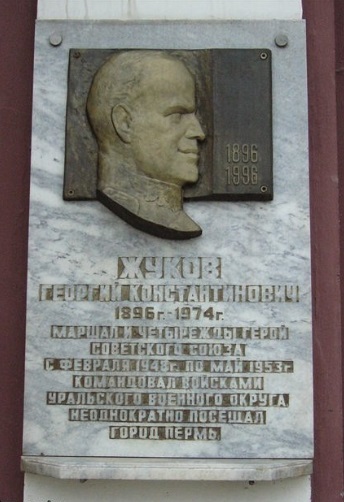 1896
1996
ЖУКОВ
ГЕОРГИЙ КОНСТАНТИНОВИЧ
1896г.-1974г.
МАРШАЛ И ЧЕТЫРЕЖДЫ ГЕРОЙ
СОВЕТСКОГО СОЮЗА
С ФЕВРАЛЯ 1948г. ПО МАЙ 1953г
КОМАНДОВАЛ ВОЙСКАМИ
УРАЛЬСКОГО ВОЕННОГО ОКРУГА,
НЕОДНОКРАТНО ПОСЕЩАЛ
ГОРОД ПЕРМЬ.